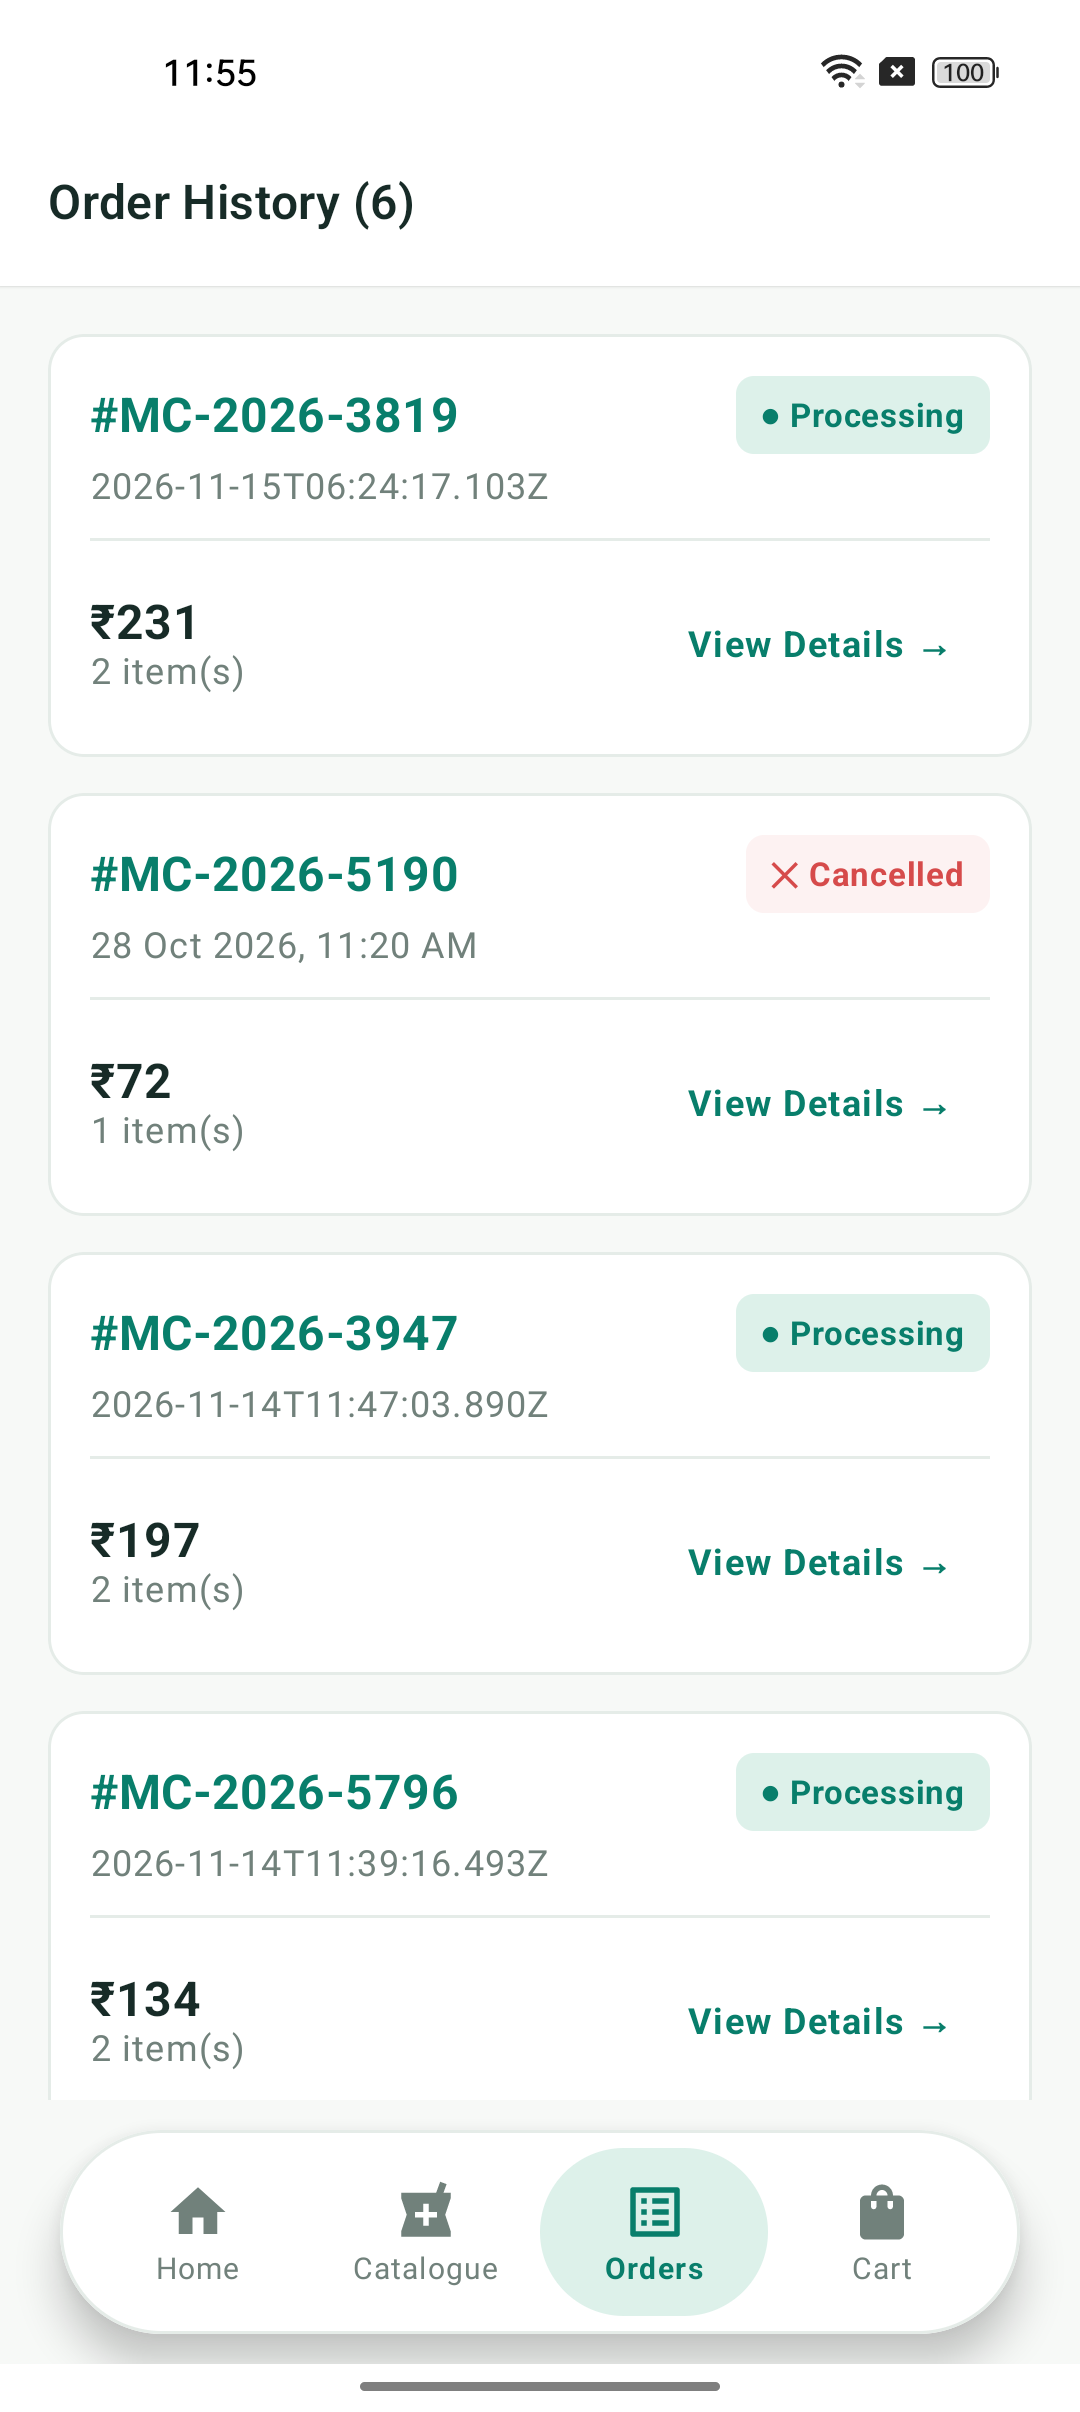 11:55
100
Order History (6)
#MC-2026-3819
Processing
2026-11-15T06:24:17.103Z
₹231
2 item(s)
View Details →
#MC-2026-5190
Cancelled
28 Oct 2026, 11:20 AM
₹72
1 item(s)
View Details →
#MC-2026-3947
Processing
2026-11-14T11:47:03.890Z
₹197
2 item(s)
View Details →
#MC-2026-5796
Processing
2026-11-14T11:39:16.493Z
₹134
2 item(s)
View Details →
Home
Catalogue
Orders
Cart